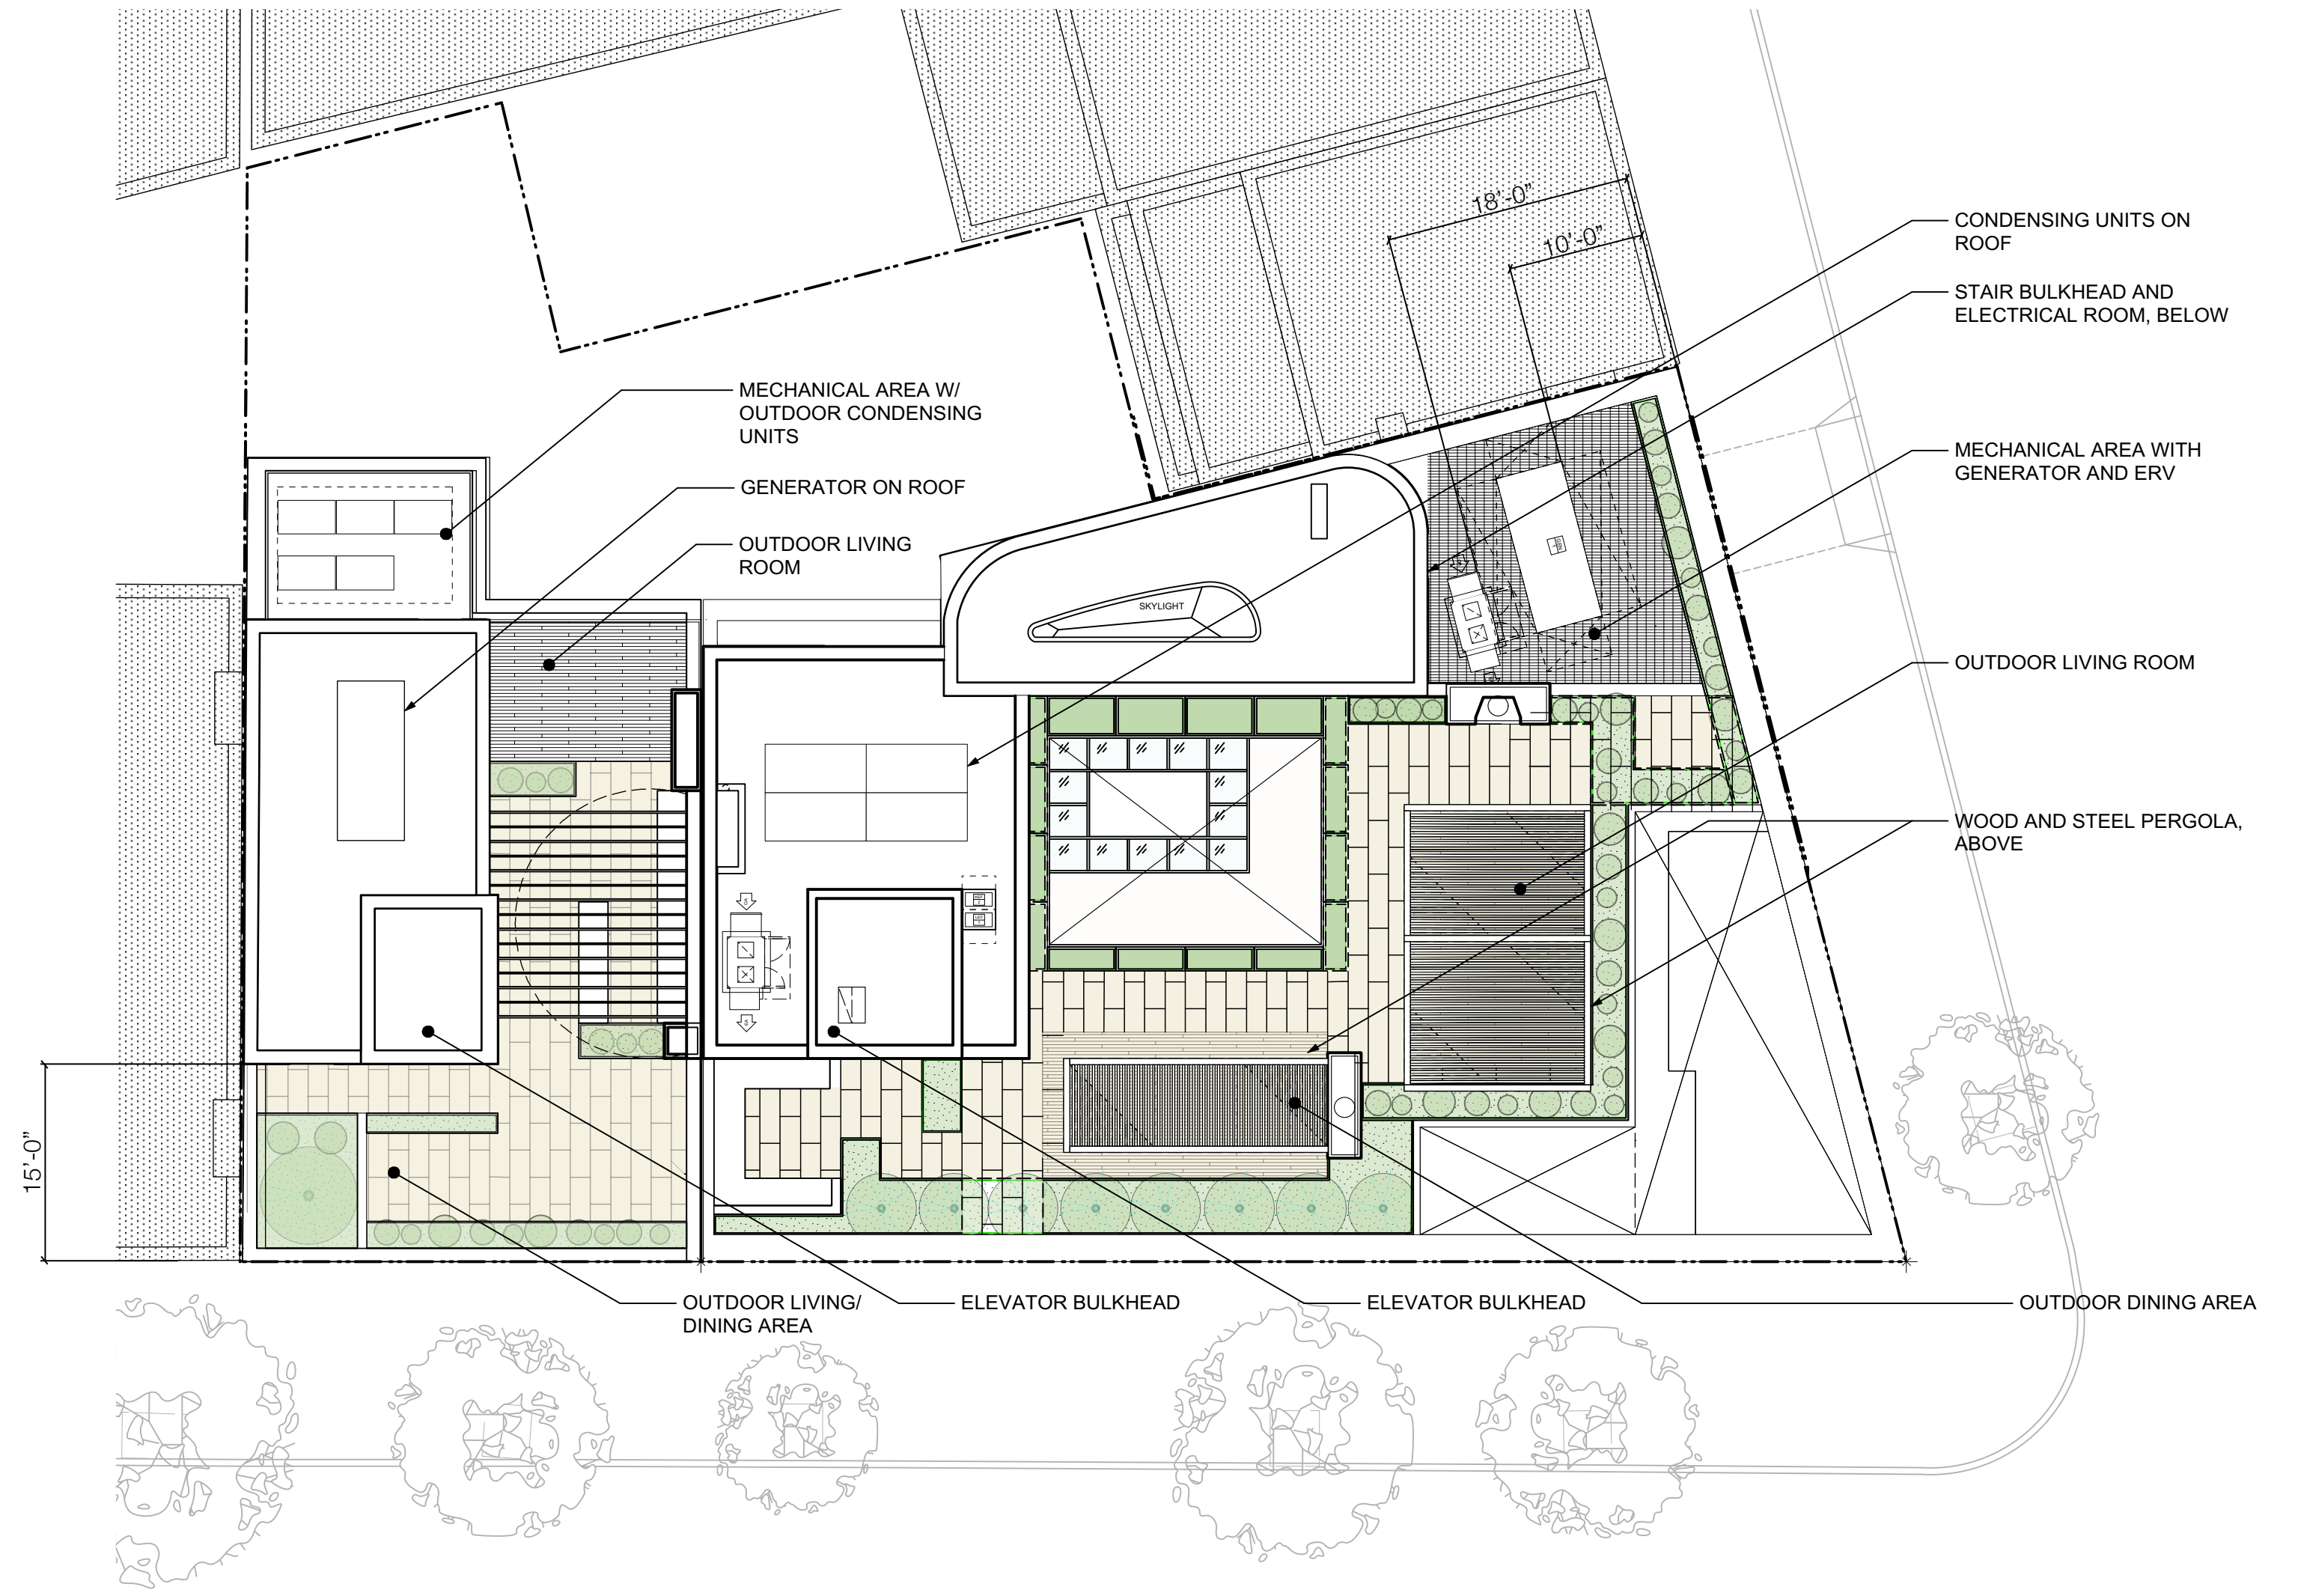 18'-0"
10'-0"
CONDENSING UNITS ON
ROOF
STAIR BULKHEAD AND
ELECTRICAL ROOM, BELOW
MECHANICAL AREA W/
OUTDOOR CONDENSING
UNITS
MECHANICAL AREA WITH
GENERATOR AND ERV
GENERATOR ON ROOF
OUTDOOR LIVING
ROOM
SKYLIGHT
OUTDOOR LIVING ROOM
WOOD AND STEEL PERGOLA,
ABOVE
15'-0"
OUTDOOR LIVING/
DINING AREA
ELEVATOR BULKHEAD
ELEVATOR BULKHEAD
OUTDOOR DINING AREA